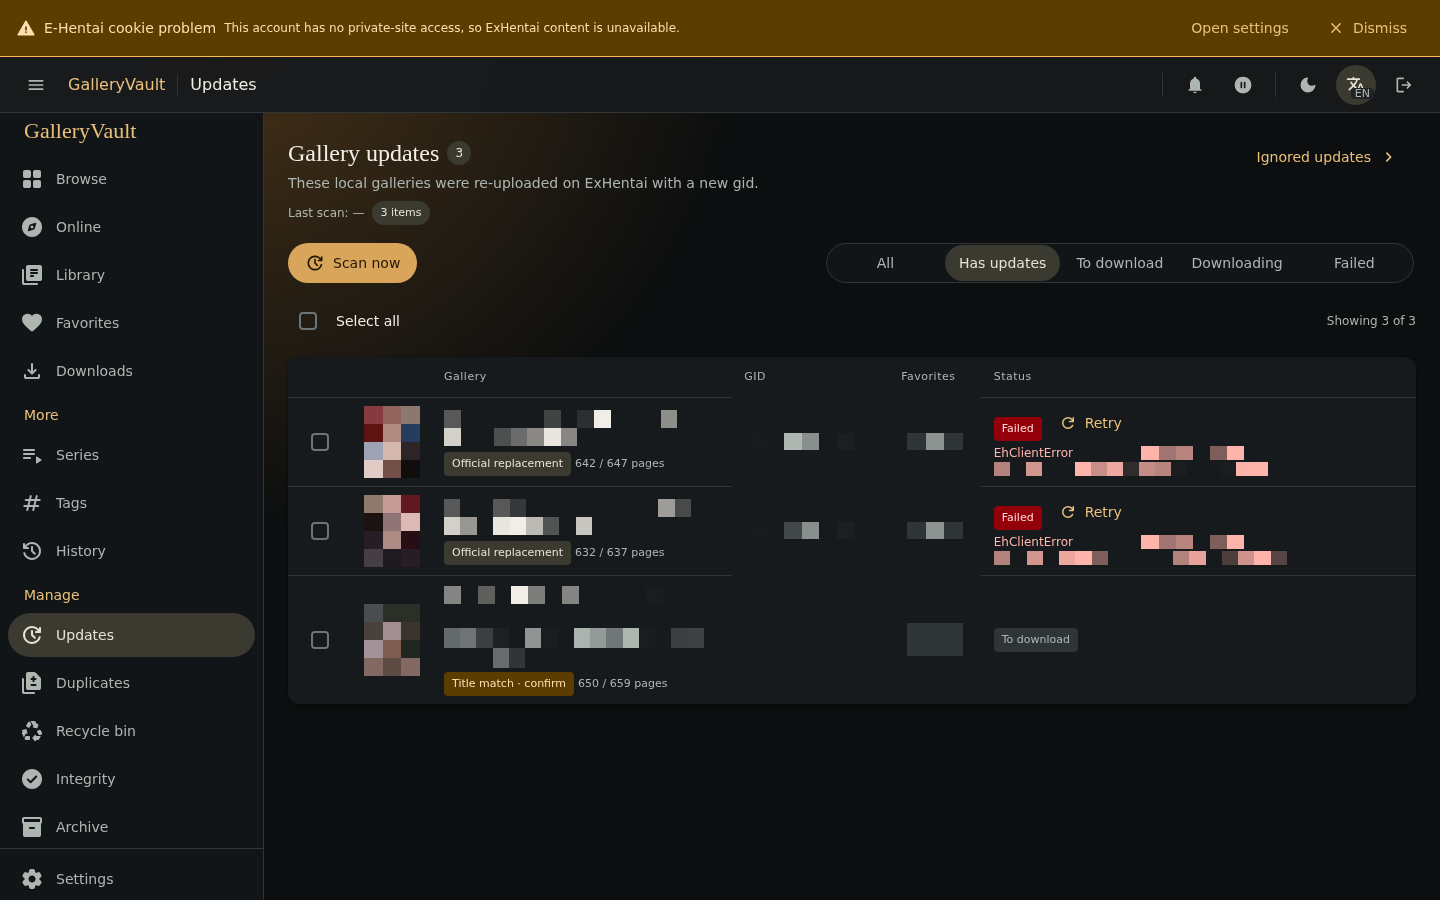 E-Hentai cookie problem This account has no private-site access, so ExHentai content is unavailable. Open settings Dismiss
GalleryVault Updates EN
GalleryVault
Browse
Online
Library
Favorites
Downloads
More
Series
Tags
History
Manage
Updates
Duplicates
Recycle bin
Integrity
Archive
Settings
Gallery updates 3
Ignored updates
These local galleries were re-uploaded on ExHentai with a new gid.
Last scan: — 3 items
Scan now
All Has updates To download Downloading Failed
Select all
Showing 3 of 3
Gallery GID Favorites Status
Official replacement 642 / 647 pages
Failed Retry
EhClientError
Official replacement 632 / 637 pages
Failed Retry
EhClientError
Title match · confirm 650 / 659 pages
To download